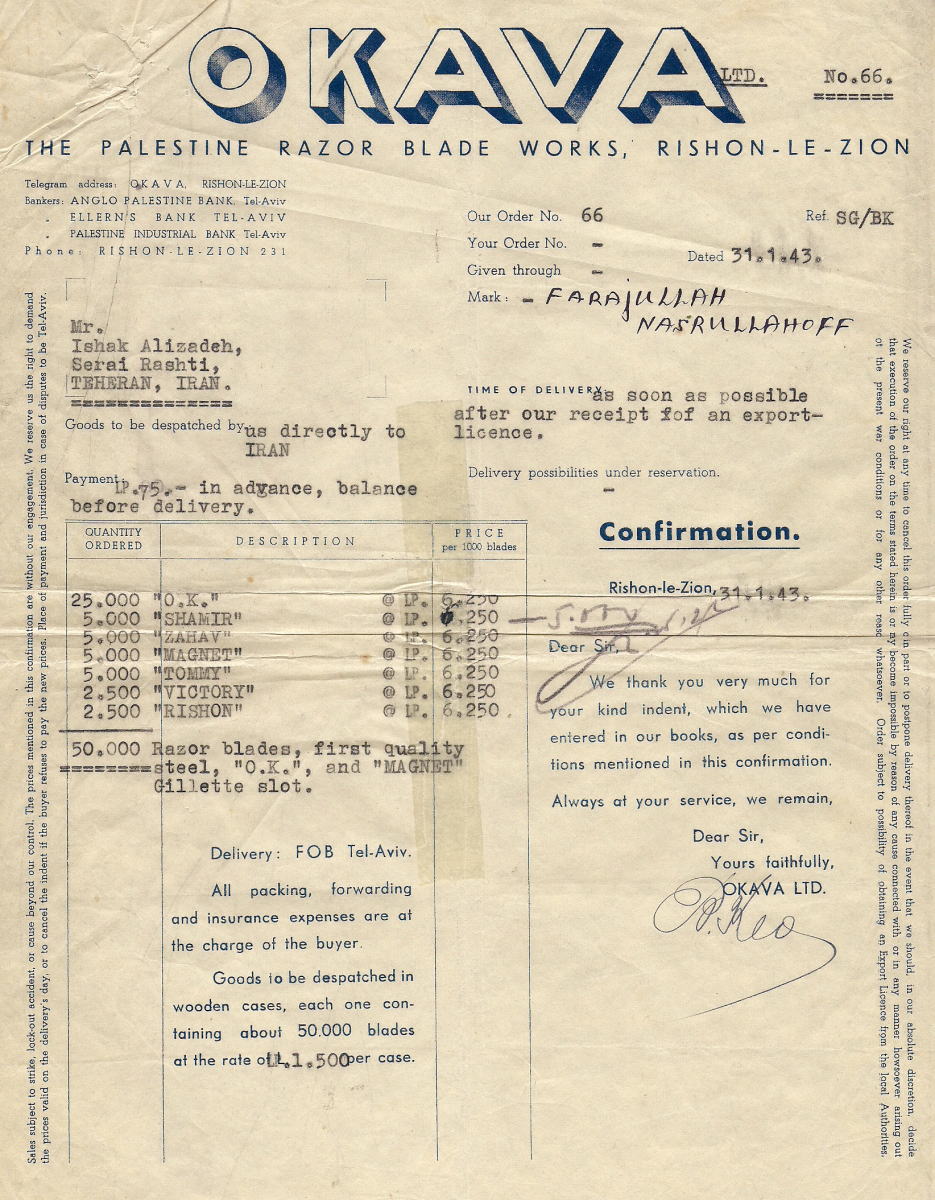 OKAVA LTD. No.66.
THE PALESTINE RAZOR BLADE WORKS, RISHON-LE-ZION
Telegram address: OKAVA, RISHON-LE-ZION
Bankers: ANGLO PALESTINE BANK, Tel-Aviv
ELLERN'S BANK TEL-AVIV
PALESTINE INDUSTRIAL BANK Tel-Aviv
Phone: RISHON-LE-ZION 231
Our Order No. 66
Ref. SG/BK
Your Order No. -
Dated 31.1.43.
Given through -
Mark: - FARAJULLAH
NASRULLAHOFF
Mr.
Ishak Alizadeh,
Serai Rashti,
TEHERAN, IRAN.
Goods to be despatched by us directly to
IRAN
Payment: LP.75.- in advance, balance
before delivery.
TIME OF DELIVERY: as soon as possible
after our receipt fof an export-
licence.
Delivery possibilities under reservation.
-
QUANTITY ORDERED DESCRIPTION PRICE per 1000 blades
25.000 "O.K." @ LP. 6.250
5.000 "SHAMIR" @ LP. .250
5.000 "ZAHAV" @ LP. 6.250
5.000 "MAGNET" @ LP. 6.250
5.000 "TOMMY" @ LP. 6.250
2.500 "VICTORY" @ LP. 6.250
2.500 "RISHON" @ LP. 6.250
50.000 Razor blades, first quality
steel, "O.K.", and "MAGNET"
Gillette slot.
Delivery: FOB Tel-Aviv.
All packing, forwarding
and insurance expenses are at
the charge of the buyer.
Goods to be despatched in
wooden cases, each one con-
taining about 50.000 blades
at the rate of LP.1.500 per case.
Confirmation.
Rishon-le-Zion, 31.1.43.
Dear Sir,
We thank you very much for
your kind indent, which we have
entered in our books, as per condi-
tions mentioned in this confirmation.
Always at your service, we remain,
Dear Sir,
Yours faithfully,
OKAVA LTD.
Sales subject to strike, lock-out accident, or cause beyond our control. The prices mentioned in this confirmation are without our engagement. We reserve us the right to demand
the prices valid on the delivery's day, or to cancel the indent if the buyer refuses to pay the new prices. Place of payment and jurisdiction in case of disputes to be Tel-Aviv.
We reserve our right at any time to cancel this order fully or in part or to postpone delivery thereof in the event that we should, in our absolute discretion, decide
that execution of the order on the terms stated herein is or my become impossible by reason of any cause connected with or in any manner howsoever arising out
of the present war conditions or for any other reasd whatsoever. Order subject to possibility of obtaining an Export Licence from the local Authorities.